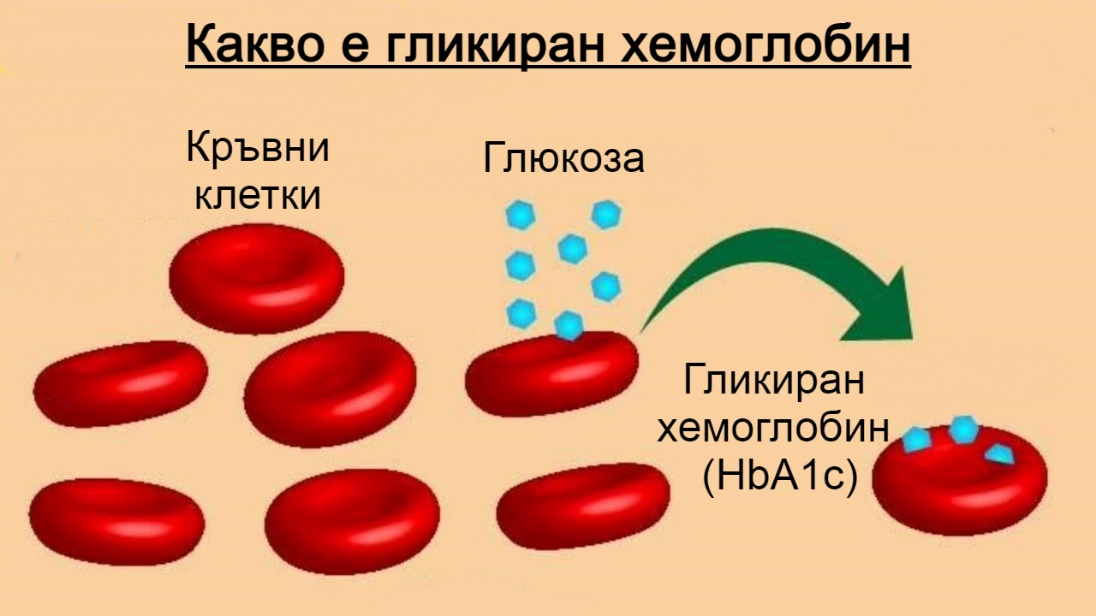 Какво е гликиран хемоглобин
Кръвни
клетки
Глюкоза
Гликиран
хемоглобин
(HbA1c)